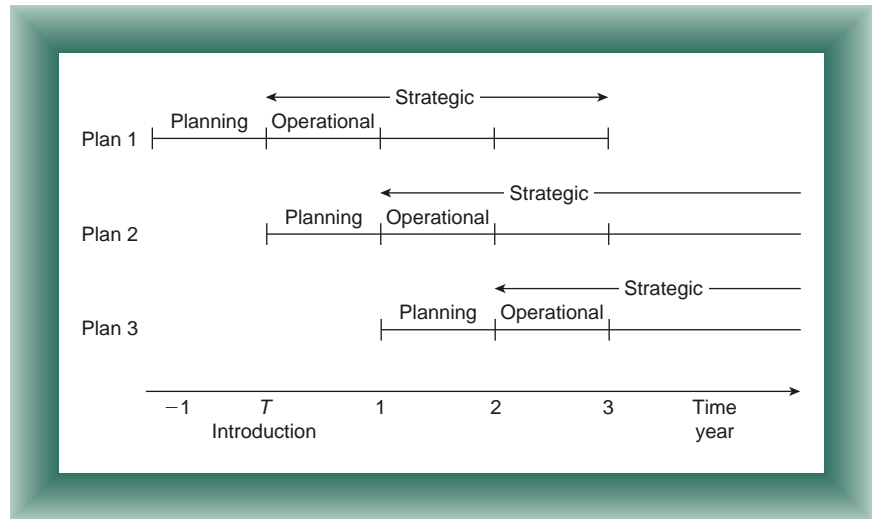 Strategic
Planning Operational
Plan 1
Strategic
Planning Operational
Plan 2
Strategic
Planning Operational
Plan 3
−1 T 1 2 3 Time
Introduction year